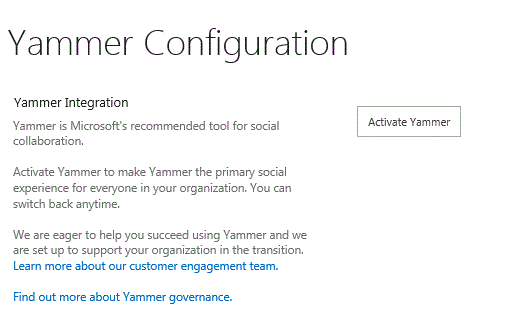 Yammer Configuration
Yammer Integration
Yammer is Microsoft's recommended tool for social
collaboration.
Activate Yammer
Activate Yammer to make Yammer the primary social
experience for everyone in your organization. You can
switch back anytime.
We are eager to help you succeed using Yammer and we
are set up to support your organization in the transition.
Learn more about our customer engagement team.
Find out more about Yammer governance.